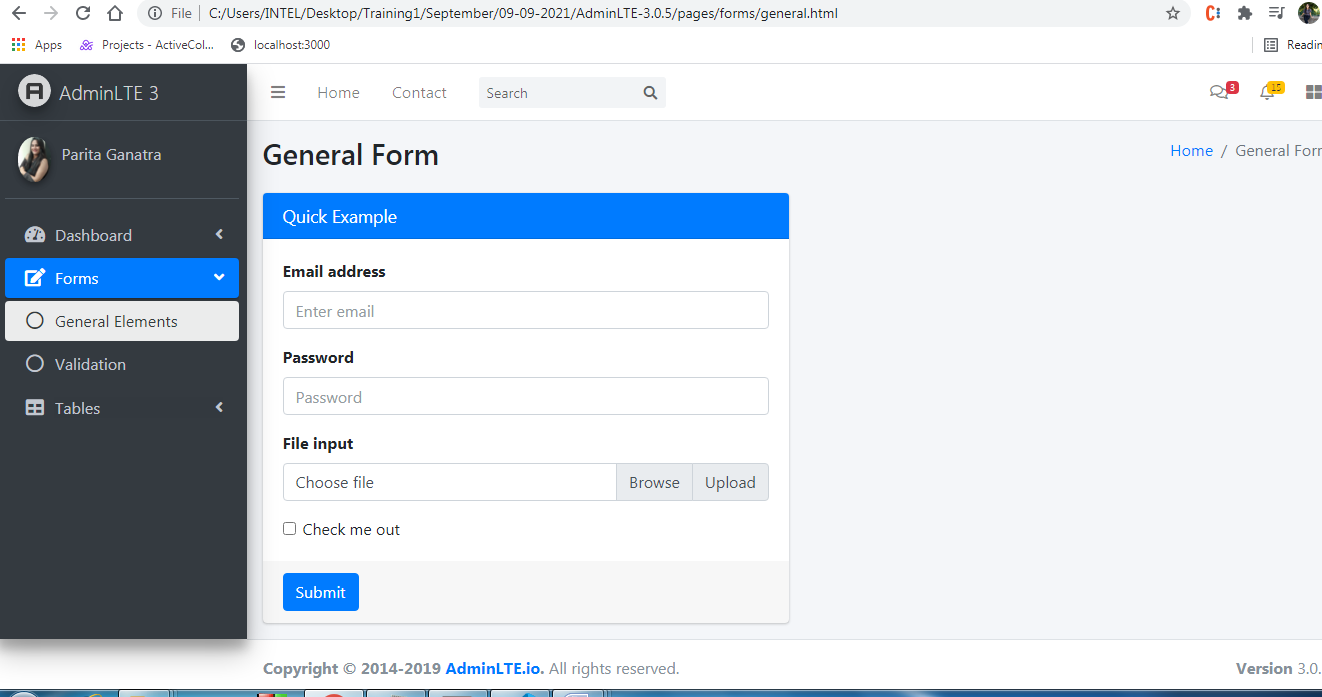 File C:/Users/INTEL/Desktop/Training1/September/09-09-2021/AdminLTE-3.0.5/pages/forms/general.html
Apps Projects - ActiveCol... localhost:3000 Readin
AdminLTE 3
Home Contact Search 3 15
Parita Ganatra
General Form
Home / General For
Quick Example
Dashboard
Forms
General Elements
Validation
Tables
Email address
Enter email
Password
Password
File input
Choose file Browse Upload
Check me out
Submit
Copyright © 2014-2019 AdminLTE.io. All rights reserved. Version 3.0.